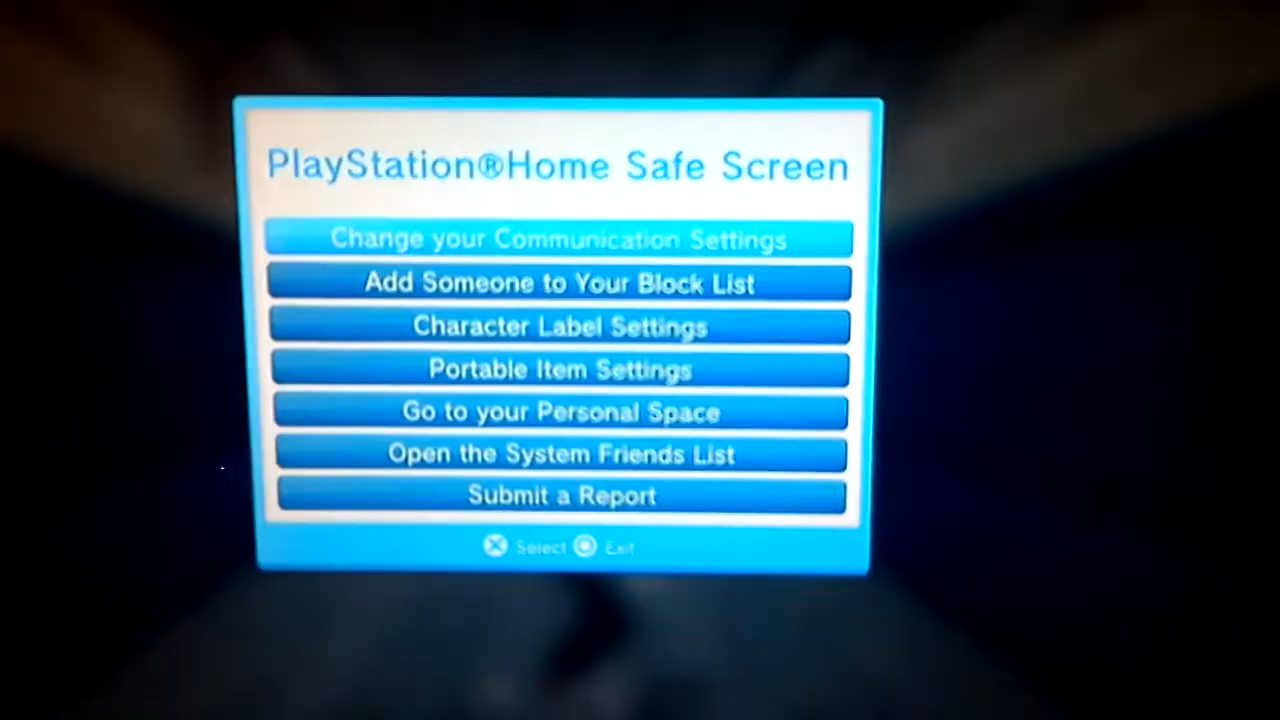 PlayStation®Home Safe Screen
Change your Communication Settings
Add Someone to Your Block List
Character Label Settings
Portable Item Settings
Go to your Personal Space
Open the System Friends List
Submit a Report
Select Exit